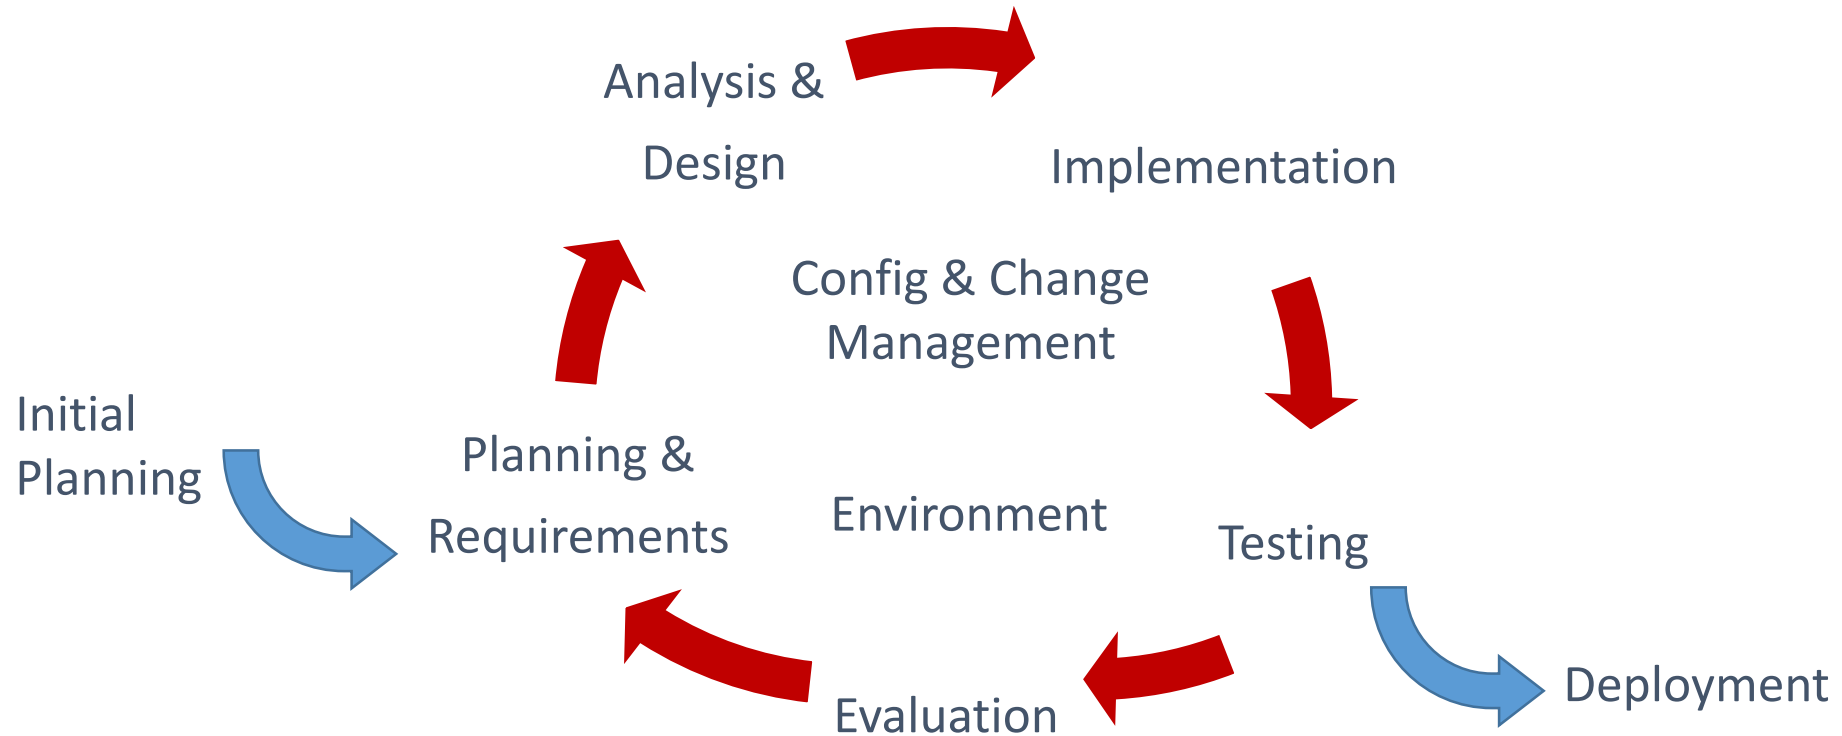 Analysis &
Design
Implementation
Config & Change
Management
Initial
Planning
Planning &
Requirements
Environment
Testing
Evaluation
Deployment